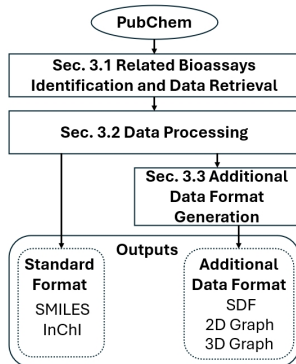 PubChem
Sec. 3.1 Related Bioassays
Identification and Data Retrieval
Sec. 3.2 Data Processing
Sec. 3.3 Additional
Data Format
Generation
Outputs
Standard
Format
SMILES
InChI
Additional
Data Format
SDF
2D Graph
3D Graph